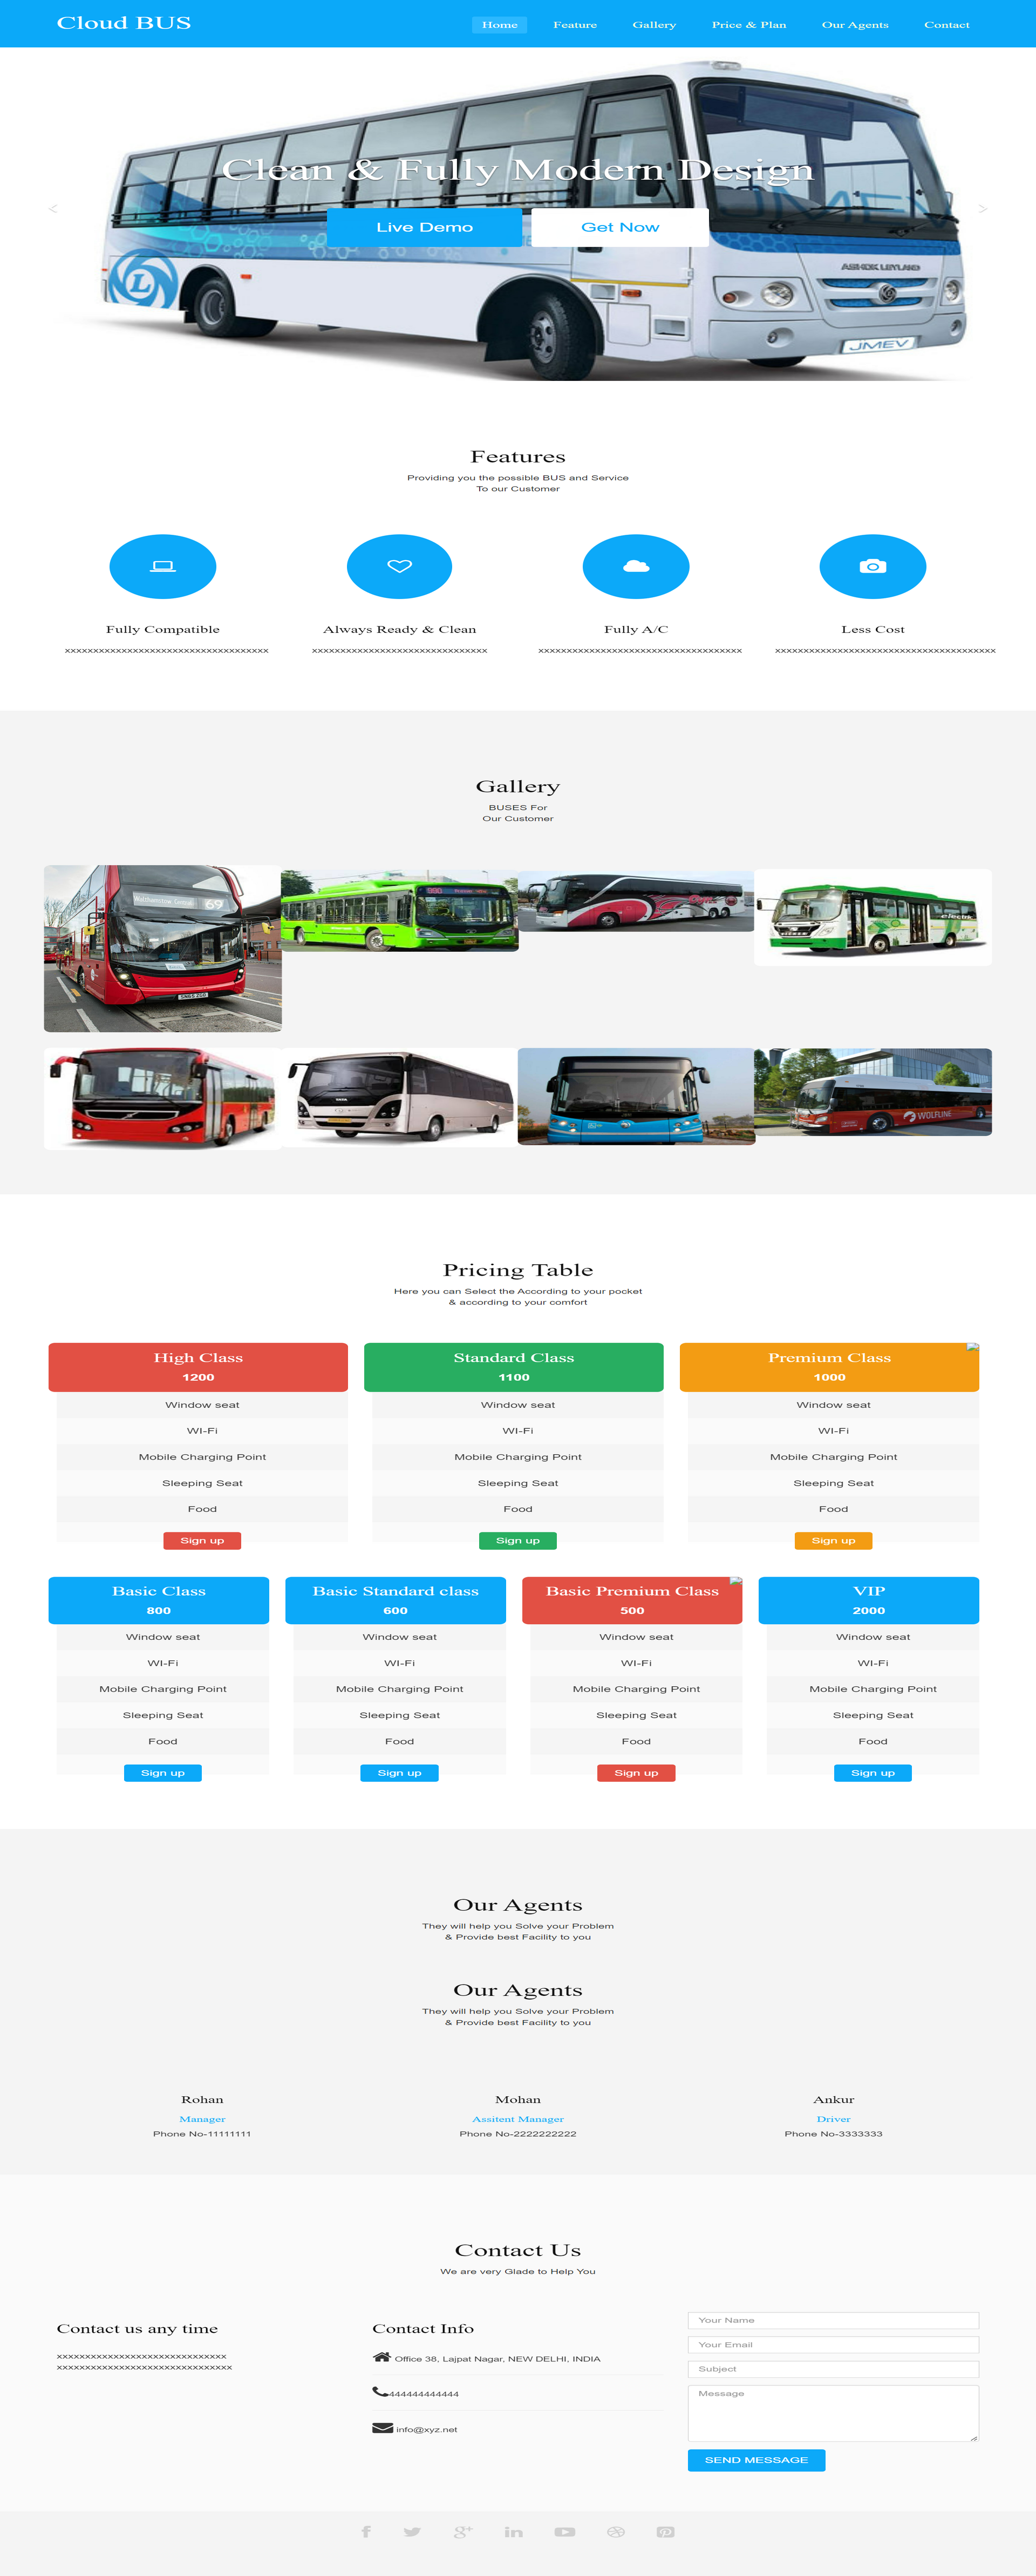 Cloud BUS
Home Feature Gallery Price & Plan Our Agents Contact
Clean & Fully Modern Design
< >
Live Demo Get Now
ASHOK LEYLAND
JMEV
Features
Providing you the possible BUS and Service
To our Customer
Fully Compatible Always Ready & Clean Fully A/C Less Cost
Gallery
BUSES For
Our Customer
Walthamstow Central 69
WOLFLINE
Pricing Table
Here you can Select the According to your pocket
& according to your comfort
High Class Standard Class Premium Class
1200 1100 1000
Window seat Window seat Window seat
WI-Fi WI-Fi WI-Fi
Mobile Charging Point Mobile Charging Point Mobile Charging Point
Sleeping Seat Sleeping Seat Sleeping Seat
Food Food Food
Sign up Sign up Sign up
Basic Class Basic Standard class Basic Premium Class VIP
800 600 500 2000
Window seat Window seat Window seat Window seat
WI-Fi WI-Fi WI-Fi WI-Fi
Mobile Charging Point Mobile Charging Point Mobile Charging Point Mobile Charging Point
Sleeping Seat Sleeping Seat Sleeping Seat Sleeping Seat
Food Food Food Food
Sign up Sign up Sign up Sign up
Our Agents
They will help you Solve your Problem
& Provide best Facility to you
Our Agents
They will help you Solve your Problem
& Provide best Facility to you
Rohan Mohan Ankur
Manager Assitent Manager Driver
Phone No-11111111 Phone No-2222222222 Phone No-3333333
Contact Us
We are very Glade to Help You
Contact us any time
Contact Info
Office 38, Lajpat Nagar, NEW DELHI, INDIA
444444444444
info@xyz.net
Your Name
Your Email
Subject
Message
SEND MESSAGE